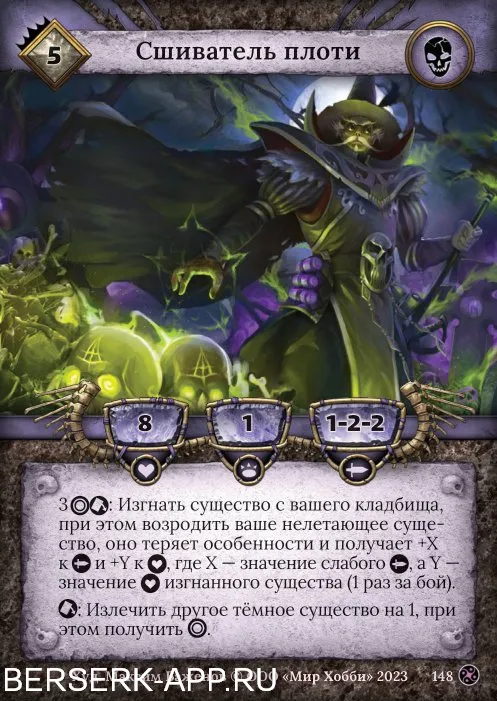 5
Сшиватель плоти
8
1
1-2-2
3: Изгнать существо с вашего кладбища,
при этом возродить ваше нелетающее суще-
ство, оно теряет особенности и получает +X
к и +Y к , где X — значение слабого , а Y —
значение изгнанного существа (1 раз за бой).
: Излечить другое тёмное существо на 1, при
этом получить .
© ООО «Мир Хобби» 2023
148
BERSERK-APP.RU